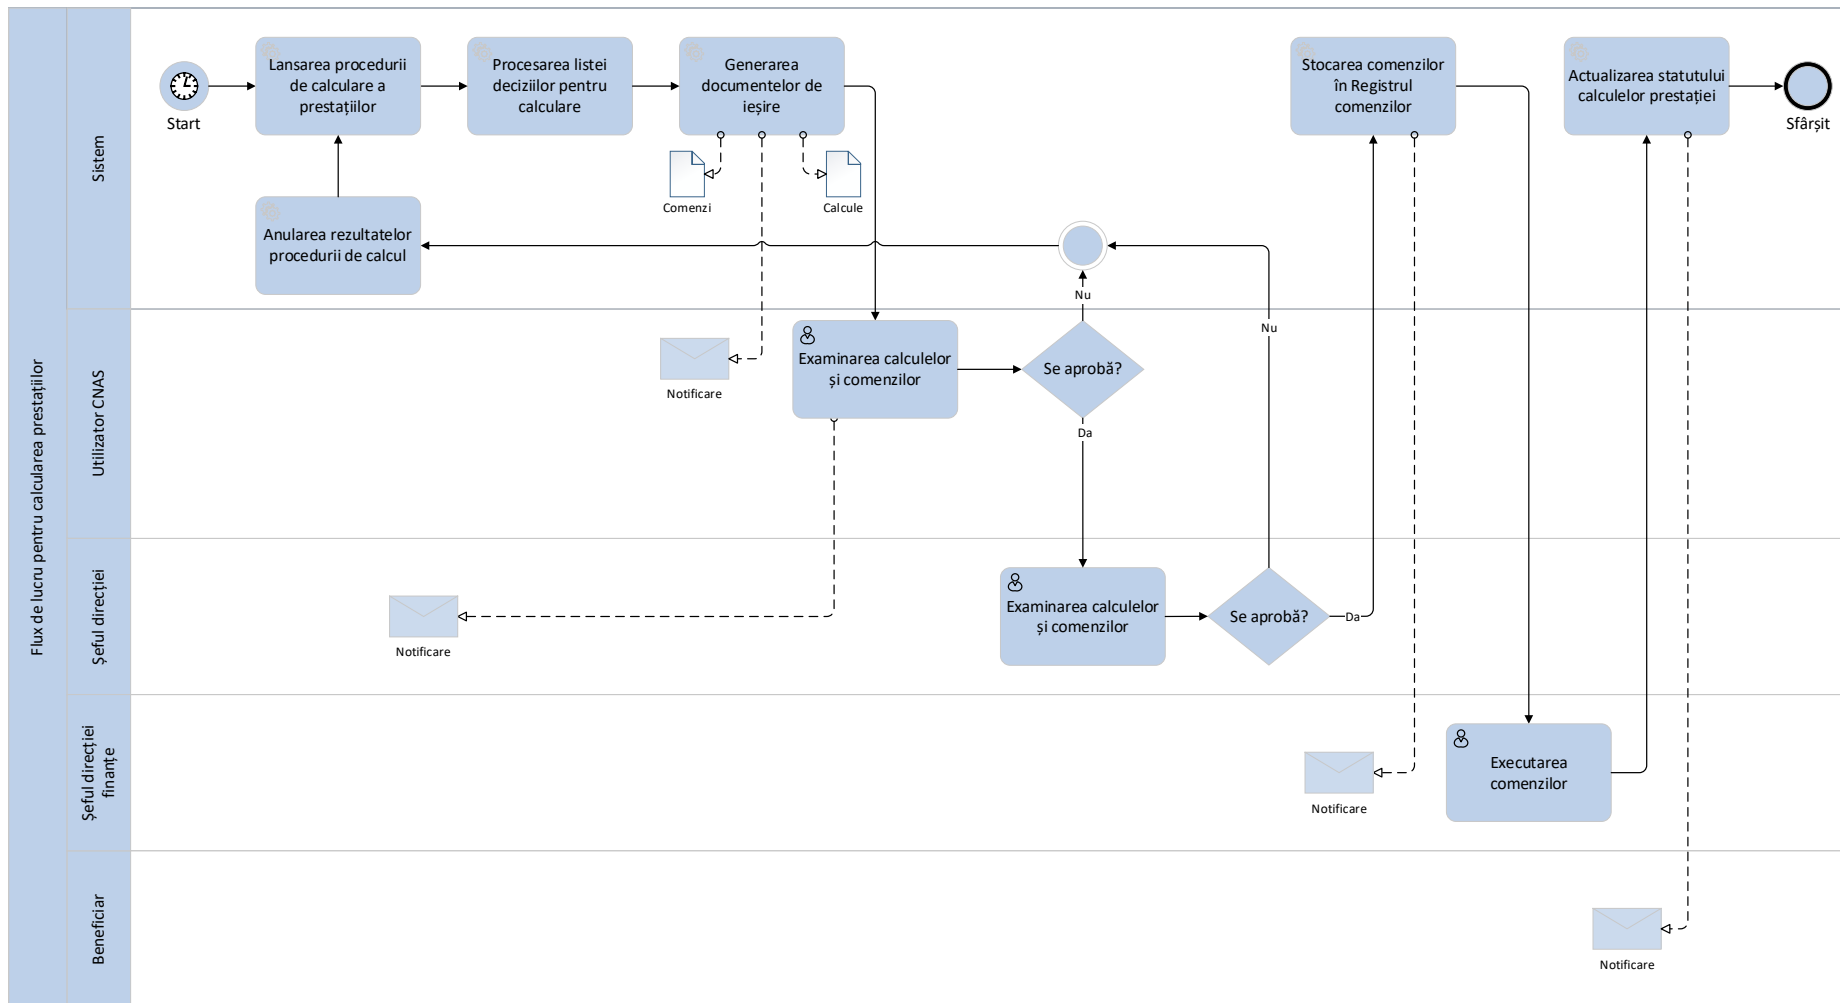 Flux de lucru pentru calcularea prestațiilor
Sistem
Start
Lansarea procedurii
de calculare a
prestațiilor
Procesarea listei
deciziilor pentru
calculare
Generarea
documentelor de
ieșire
Comenzi
Calcule
Stocarea comenzilor
în Registrul
comenzilor
Actualizarea statutului
calculelor prestației
Sfârșit
Anularea rezultatelor
procedurii de calcul
Nu
Nu
Utilizator CNAS
Notificare
Examinarea calculelor
și comenzilor
Se aprobă?
Da
Șeful direcției
Notificare
Examinarea calculelor
și comenzilor
Se aprobă?
Da
Șeful direcției
finanțe
Notificare
Executarea
comenzilor
Beneficiar
Notificare